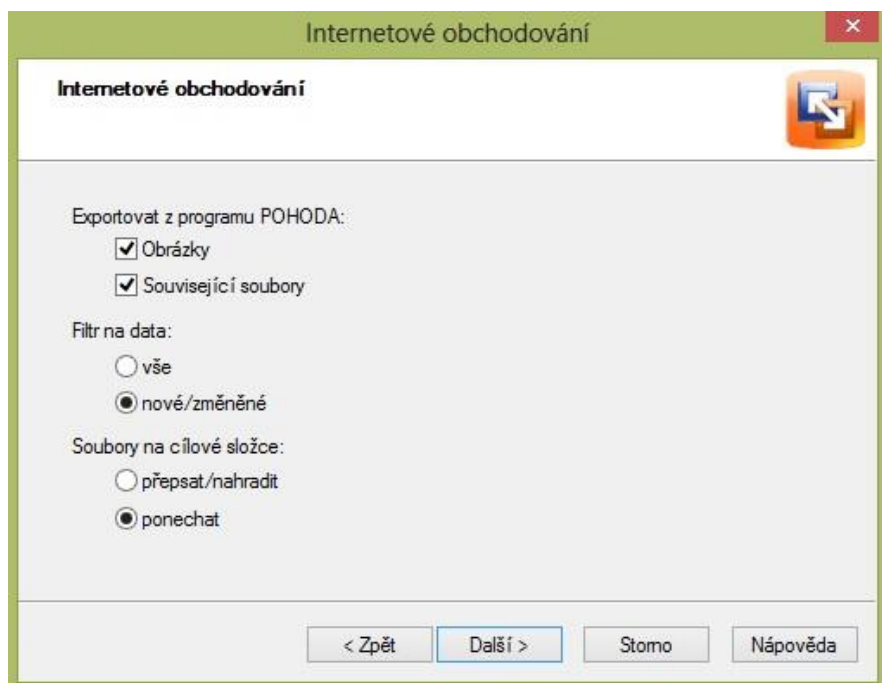 Internetové obchodování
Internetové obchodování
Exportovat z programu POHODA:
Obrázky
Související soubory
Filtr na data:
vše
nové/změněné
Soubory na cílové složce:
přepsat/nahradit
ponechat
< Zpět
Další >
Storno
Nápověda